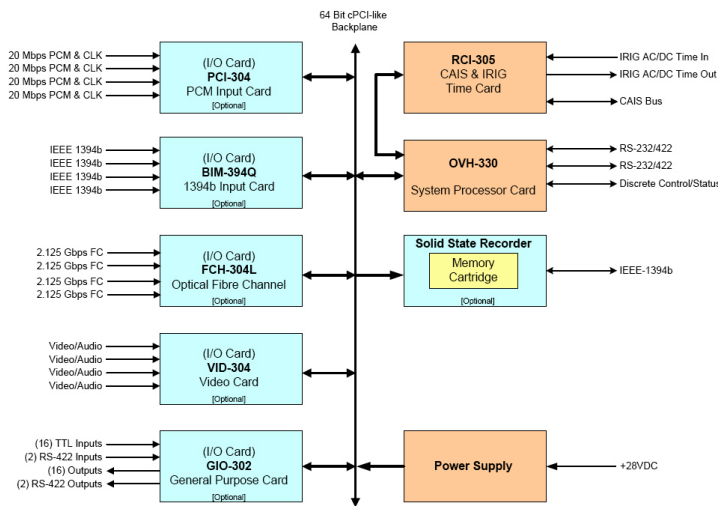 64 Bit cPCI-like
Backplane
20 Mbps PCM & CLK
20 Mbps PCM & CLK
20 Mbps PCM & CLK
20 Mbps PCM & CLK
(I/O Card)
PCI-304
PCM Input Card
[Optional]
RCI-305
CAIS & IRIG
Time Card
IRIG AC/DC Time In
IRIG AC/DC Time Out
CAIS Bus
IEEE 1394b
IEEE 1394b
IEEE 1394b
IEEE 1394b
(I/O Card)
BIM-394Q
1394b Input Card
[Optional]
OVH-330
System Processor Card
RS-232/422
RS-232/422
Discrete Control/Status
2.125 Gbps FC
2.125 Gbps FC
2.125 Gbps FC
2.125 Gbps FC
(I/O Card)
FCH-304L
Optical Fibre Channel
[Optional]
Solid State Recorder
Memory
Cartridge
[Optional]
IEEE-1394b
Video/Audio
Video/Audio
Video/Audio
Video/Audio
(I/O Card)
VID-304
Video Card
[Optional]
(16) TTL Inputs
(2) RS-422 Inputs
(16) Outputs
(2) RS-422 Outputs
(I/O Card)
GIO-302
General Purpose Card
[Optional]
Power Supply
+28VDC